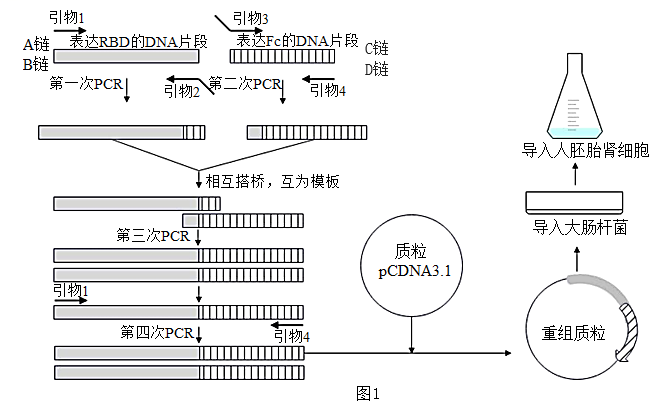 引物1
引物3
A链
表达RBD的DNA片段
表达Fc的DNA片段
C链
B链
D链
第一次PCR
引物2
第二次PCR
引物4
导入人胚胎肾细胞
相互搭桥，互为模板
导入大肠杆菌
第三次PCR
质粒
pCDNA3.1
引物1
第四次PCR
引物4
重组质粒
图1